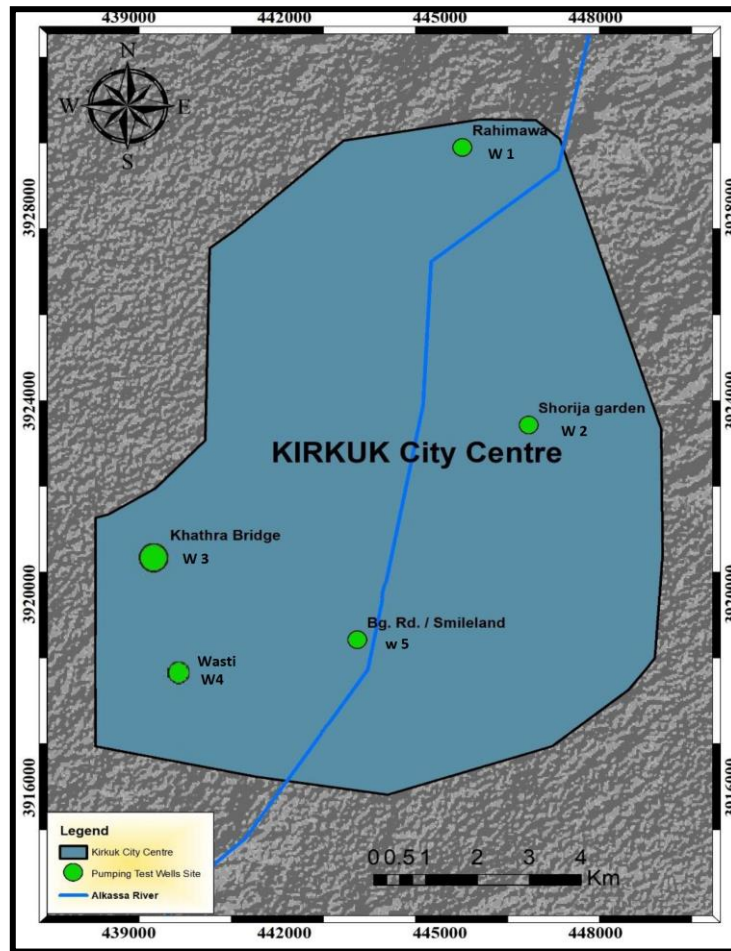 439000 442000 445000 448000
N
W E
S
Rahimawa
W 1
3928000 3928000
3924000 3924000
Shorija garden
W 2
KIRKUK City Centre
Khathra Bridge
W 3
3920000 3920000
Bg. Rd. / Smileland
w 5
Wasti
W4
3916000 3916000
Legend
Kirkuk City Centre
Pumping Test Wells Site
Alkassa River
0 0.5 1 2 3 4
Km
439000 442000 445000 448000